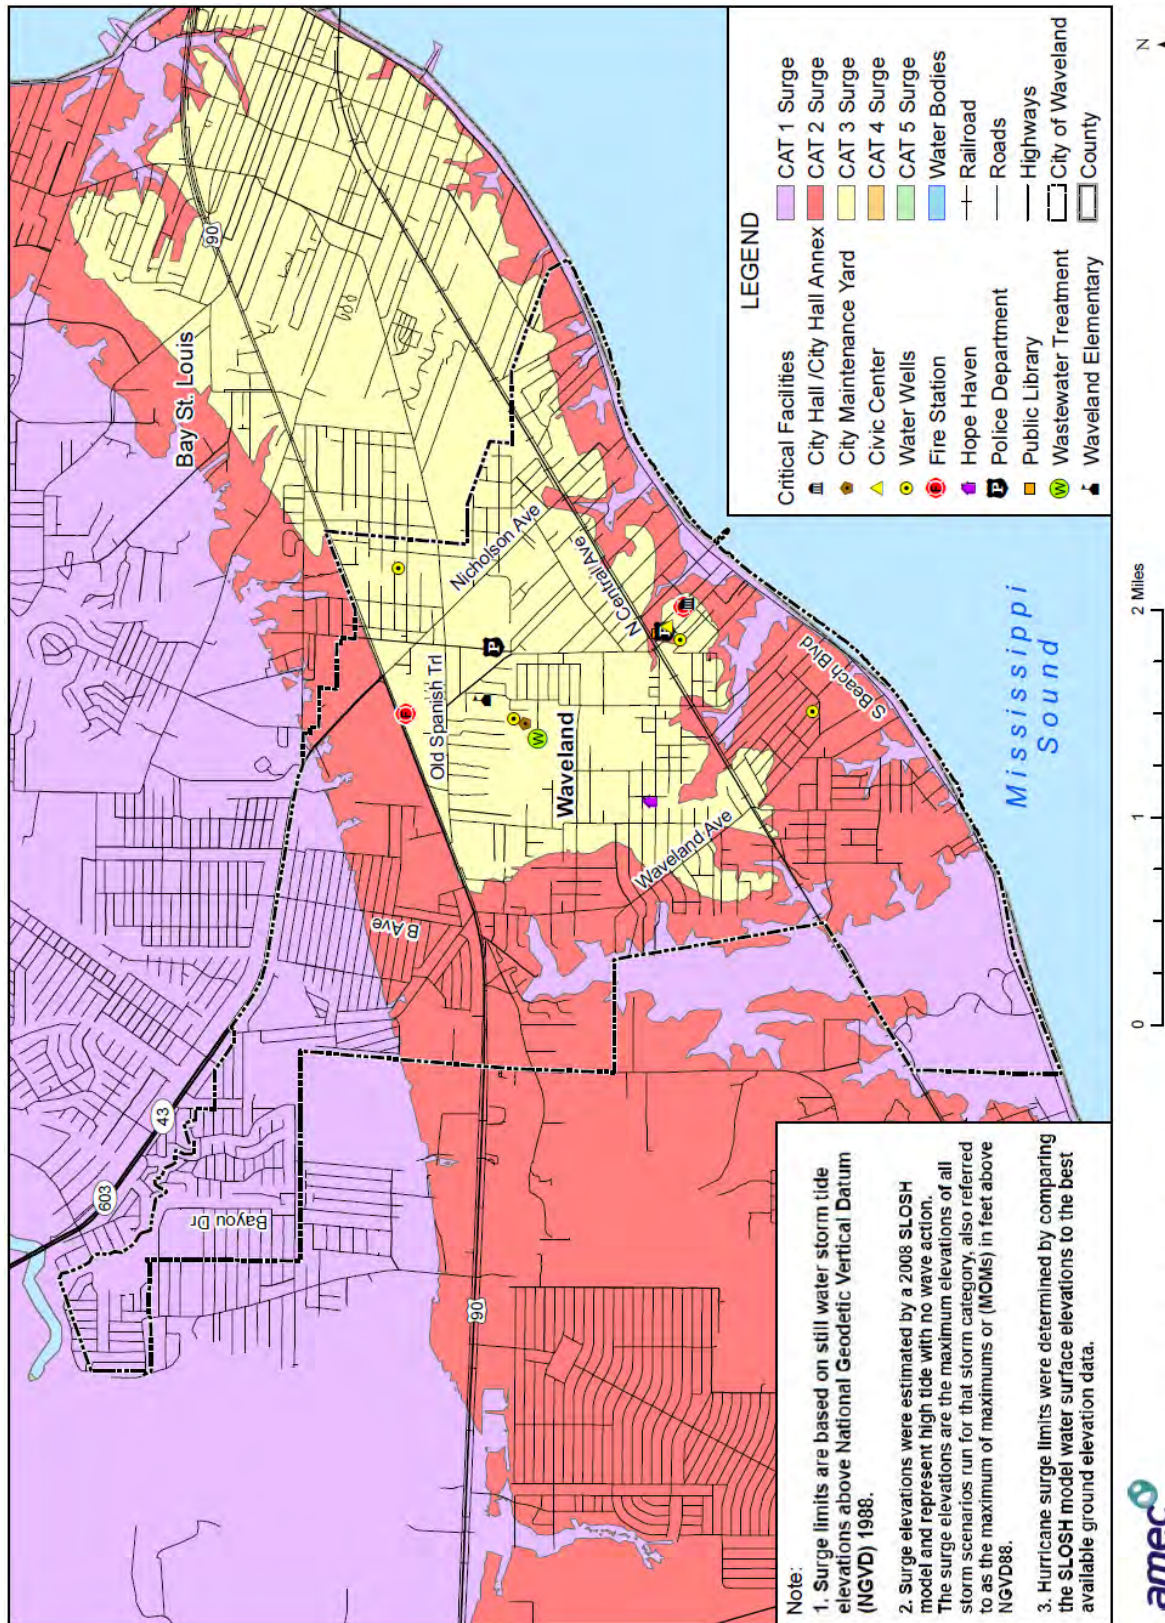 Bay St. Louis
90
Nicholson Ave
N Central Ave
Old Spanish Trl
Waveland
Waveland Ave
S Beach Blvd
B Ave
43
603
Bayou Dr
90
Mississippi
Sound
LEGEND
Critical Facilities
City Hall /City Hall Annex
City Maintenance Yard
Civic Center
Water Wells
F Fire Station
Hope Haven
P Police Department
Public Library
W Wastewater Treatment
Waveland Elementary
CAT 1 Surge
CAT 2 Surge
CAT 3 Surge
CAT 4 Surge
CAT 5 Surge
Water Bodies
Railroad
Roads
Highways
City of Waveland
County
Note:
1. Surge limits are based on still water storm tide
elevations above National Geodetic Vertical Datum
(NGVD) 1988.
2. Surge elevations were estimated by a 2008 SLOSH
model and represent high tide with no wave action.
The surge elevations are the maximum elevations of all
storm scenarios run for that storm category, also referred
to as the maximum of maximums or (MOMs) in feet above
NGVD88.
3. Hurricane surge limits were determined by comparing
the SLOSH model water surface elevations to the best
available ground elevation data.
amec
0
1
2 Miles
N
F
P
W
P
F